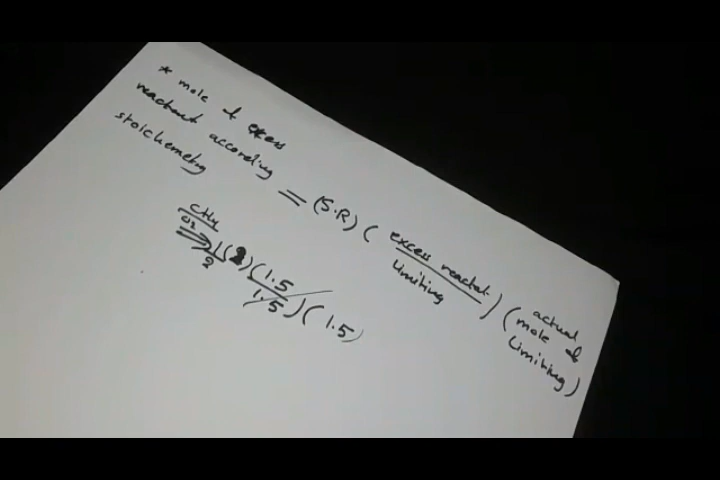 * mole of excess
reactant according
stoichemetry
= (S.R) ( excess reactat
Limiting ) ( actual
mole of
Limiting )
CH4
O2
1
2 (2) ( 1.5
1.5 ) ( 1.5 )